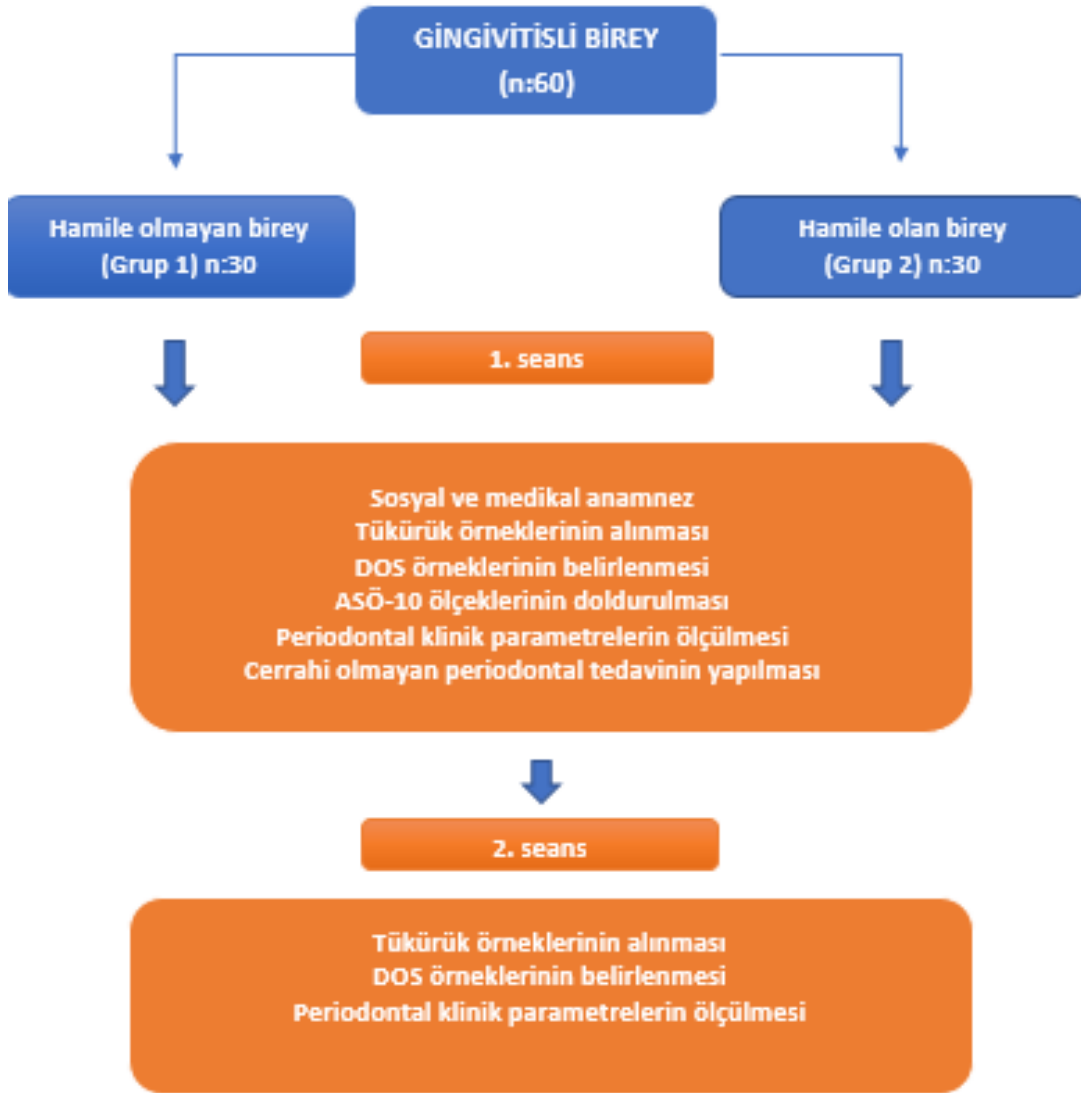 GİNGİVİTİSLİ BİREY
(n:60)
Hamile olmayan birey
(Grup 1) n:30
Hamile olan birey
(Grup 2) n:30
1. seans
Sosyal ve medikal anamnez
Tükürük örneklerinin alınması
DOS örneklerinin belirlenmesi
ASÖ-10 ölçeklerinin doldurulması
Periodontal klinik parametrelerin ölçülmesi
Cerrahi olmayan periodontal tedavinin yapılması
2. seans
Tükürük örneklerinin alınması
DOS örneklerinin belirlenmesi
Periodontal klinik parametrelerin ölçülmesi